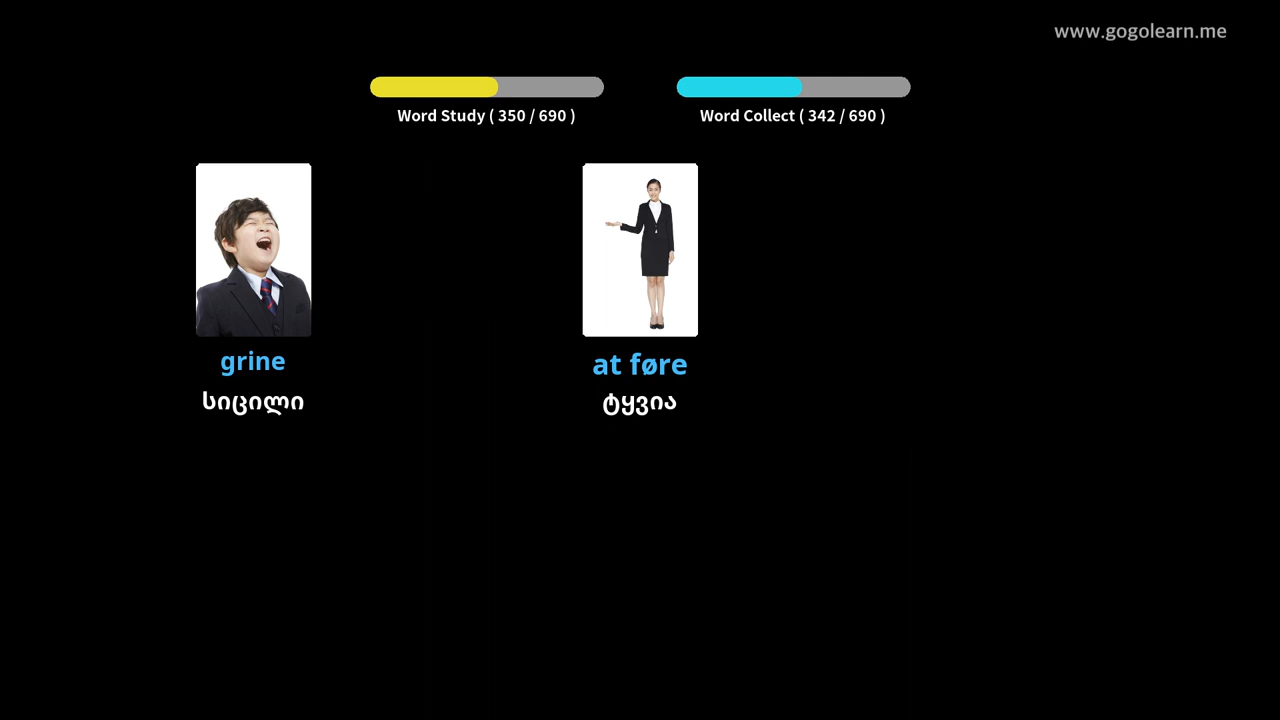 www.gogolearn.me
Word Study ( 350 / 690 )
Word Collect ( 342 / 690 )
grine
სიცილი
at føre
ტყვია